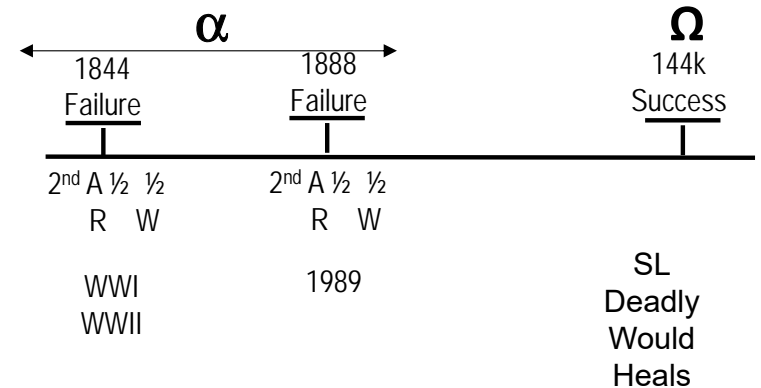 α Ω
1844 1888 144k
Failure Failure Success
2nd A ½ ½ 2nd A ½ ½
R W R W
WWI 1989
WWII
SL
Deadly
Would
Heals